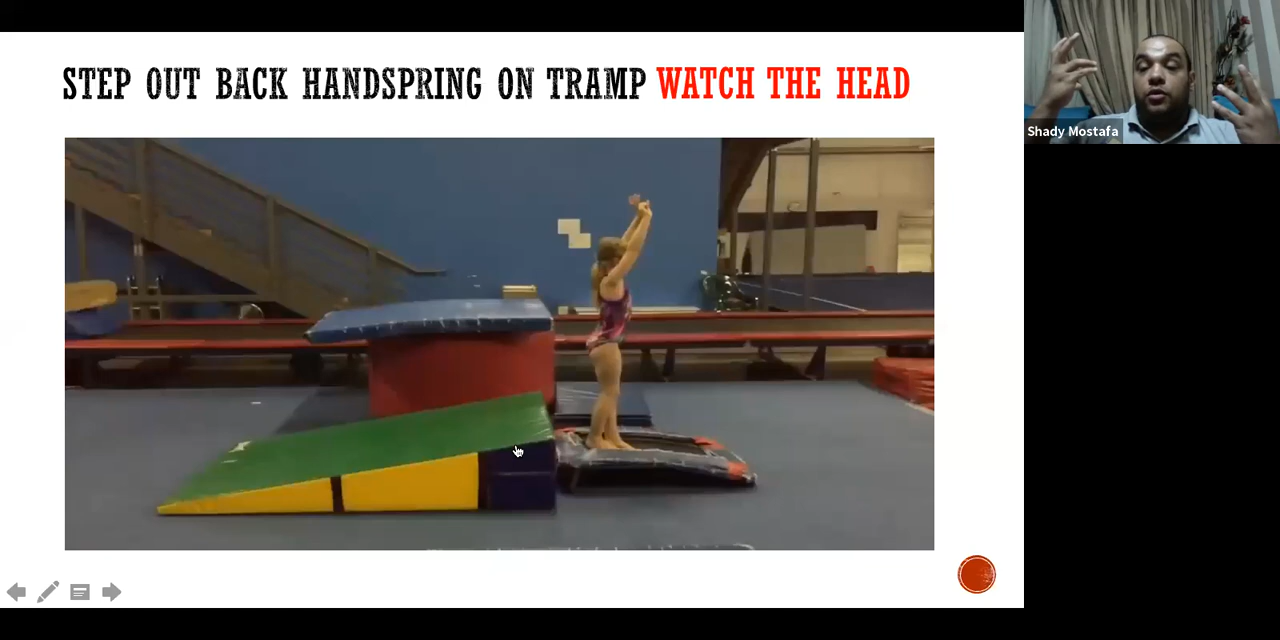 STEP OUT BACK HANDSPRING ON TRAMP WATCH THE HEAD
Shady Mostafa